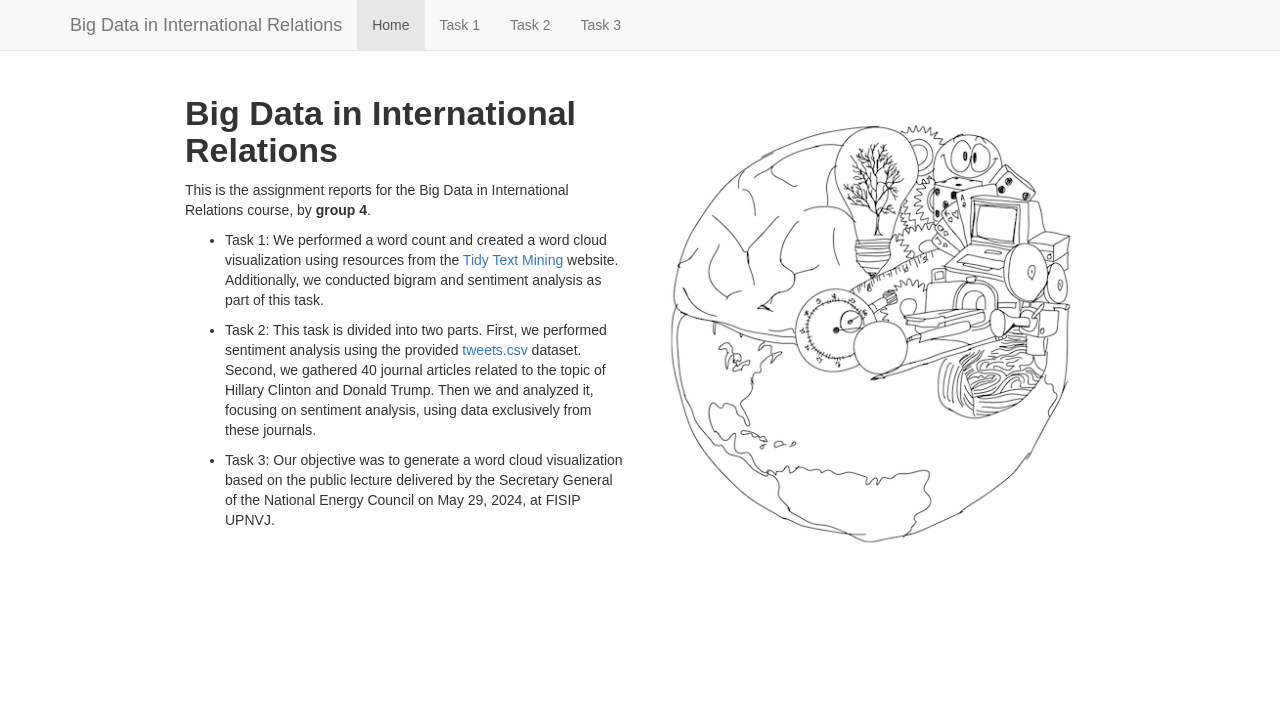 Big Data in International Relations Home Task 1 Task 2 Task 3
Big Data in International
Relations
This is the assignment reports for the Big Data in International
Relations course, by group 4.
• Task 1: We performed a word count and created a word cloud
visualization using resources from the Tidy Text Mining website.
Additionally, we conducted bigram and sentiment analysis as
part of this task.
• Task 2: This task is divided into two parts. First, we performed
sentiment analysis using the provided tweets.csv dataset.
Second, we gathered 40 journal articles related to the topic of
Hillary Clinton and Donald Trump. Then we and analyzed it,
focusing on sentiment analysis, using data exclusively from
these journals.
• Task 3: Our objective was to generate a word cloud visualization
based on the public lecture delivered by the Secretary General
of the National Energy Council on May 29, 2024, at FISIP
UPNVJ.